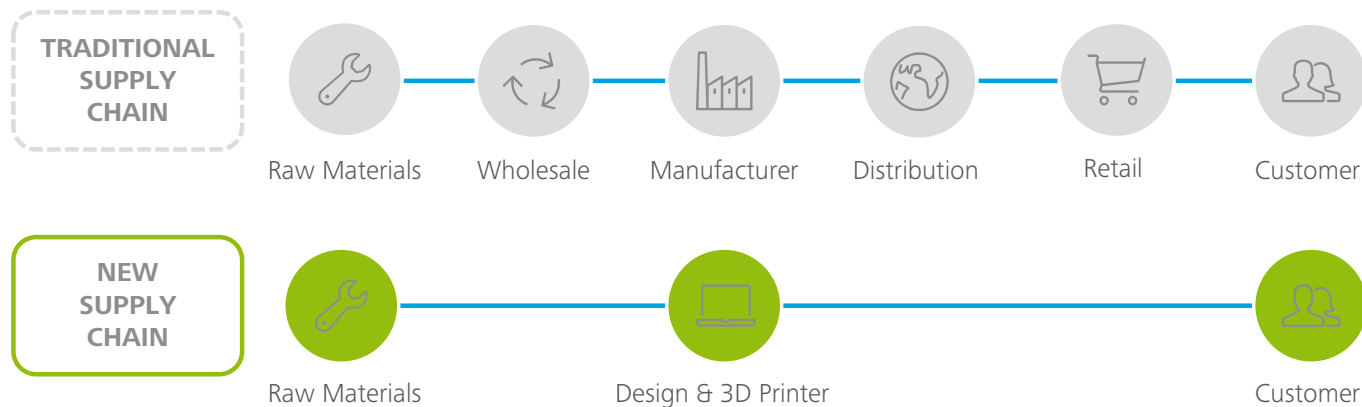 TRADITIONAL
SUPPLY
CHAIN
Raw Materials
Wholesale
Manufacturer
Distribution
Retail
Customer
NEW
SUPPLY
CHAIN
Raw Materials
Design & 3D Printer
Customer